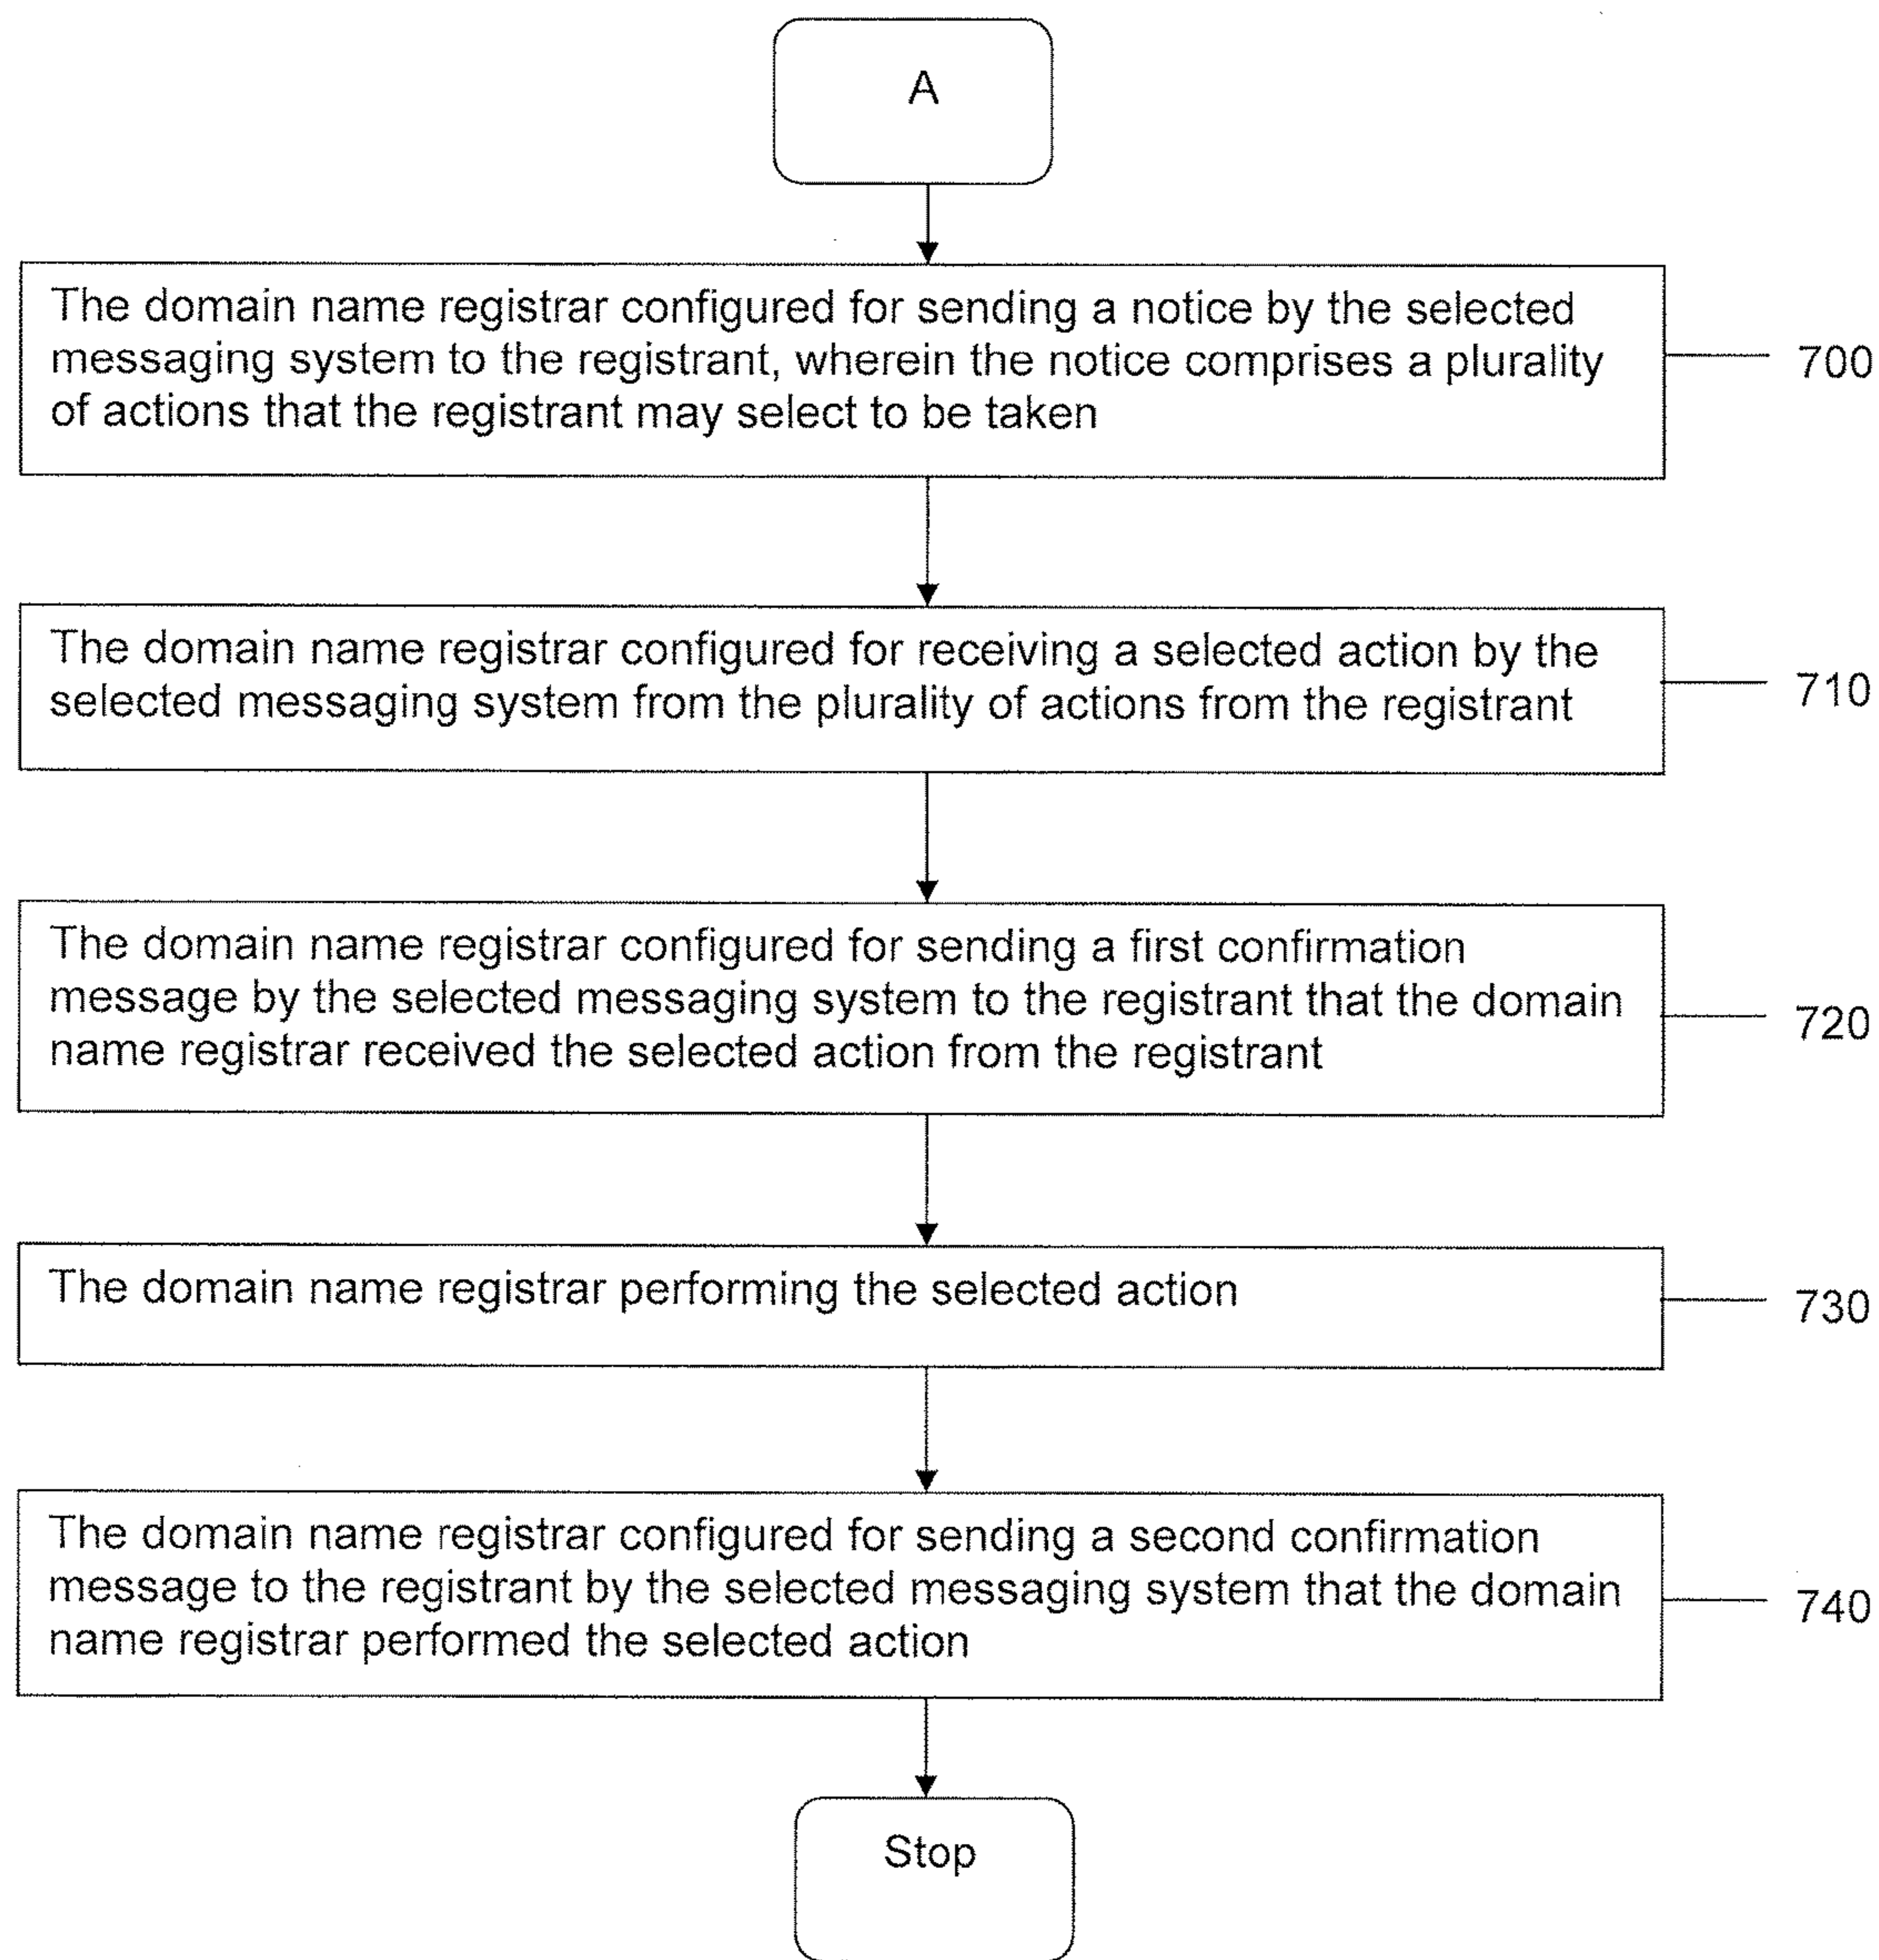 A
The domain name registrar configured for sending a notice by the selected
messaging system to the registrant, wherein the notice comprises a plurality
of actions that the registrant may select to be taken
700
The domain name registrar configured for receiving a selected action by the
selected messaging system from the plurality of actions from the registrant
710
The domain name registrar configured for sending a first confirmation
message by the selected messaging system to the registrant that the domain
name registrar received the selected action from the registrant
720
The domain name registrar performing the selected action
730
The domain name registrar configured for sending a second confirmation
message to the registrant by the selected messaging system that the domain
name registrar performed the selected action
740
Stop